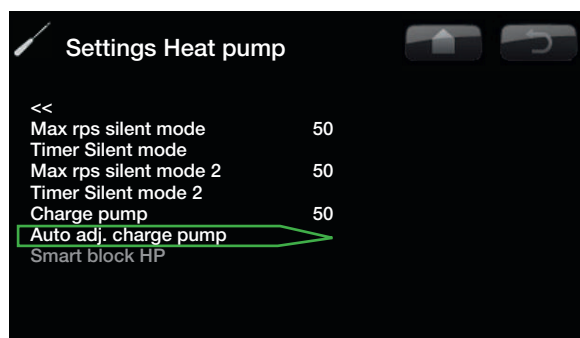 Settings Heat pump
<<
Max rps silent mode 50
Timer Silent mode
Max rps silent mode 2 50
Timer Silent mode 2
Charge pump 50
Auto adj. charge pump
Smart block HP